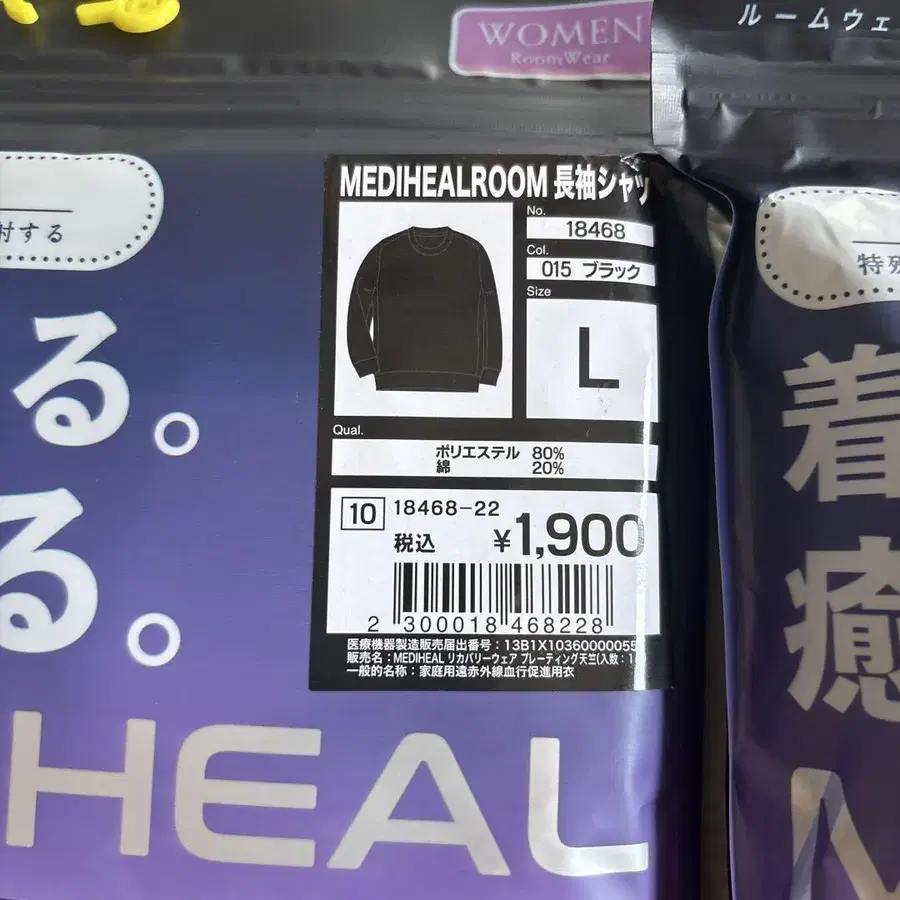 WOMEN
RoomWear
ルームウェ
対する
MEDIHEALROOM 長袖シャツ
No.
18468
Col.
015 ブラック
Size
L
Qual.
ポリエステル 80%
綿 20%
10 18468-22
税込 ¥1,900
2 300018 468228
医療機器製造販売届出番号:13B1X10360000055
販売名:MEDIHEAL リカバリーウェア プレーティング天竺(入数:1
一般的名称:家庭用遠赤外線血行促進用衣
る。
る。
HEAL
特殊
着
癒
M